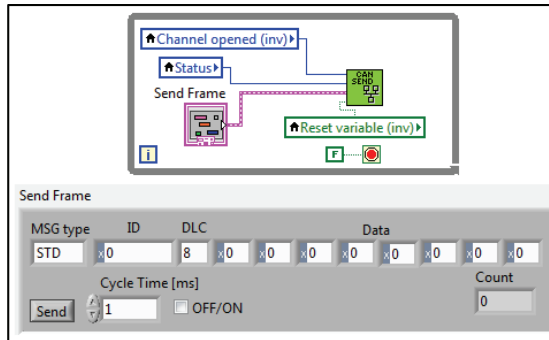 Channel opened (inv)
Status
CAN
SEND
Send Frame
Reset variable (inv)
i
F
Send Frame
MSG type ID DLC Data
STD x0 8 x0 x0 x0 x0 x0 x0 x0 x0
Cycle Time [ms] Count
Send 1 OFF/ON 0